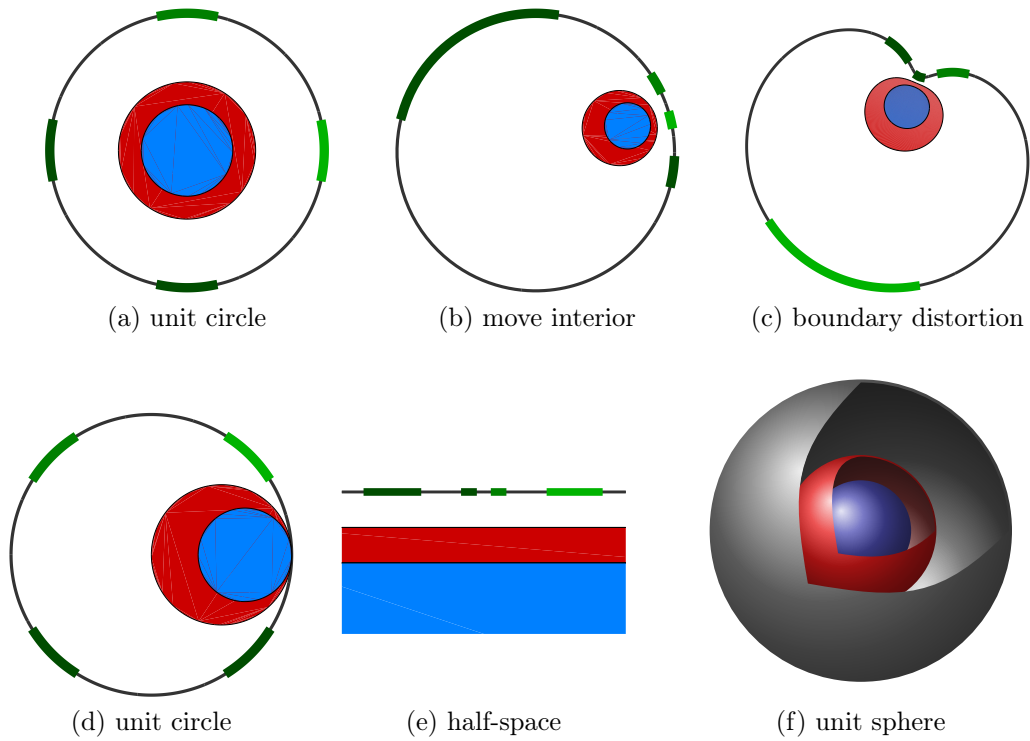 (a) unit circle
(b) move interior
(c) boundary distortion
(d) unit circle
(e) half-space
(f) unit sphere